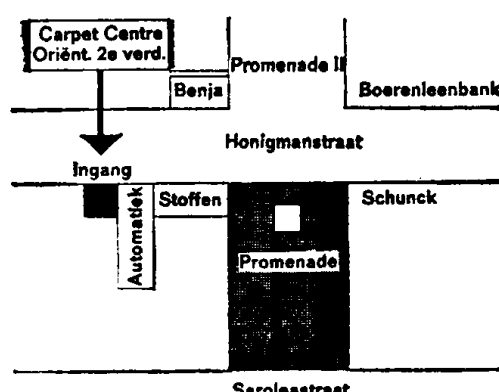 Carpet Centre
Oriënt. 2e verd.
Promenade II
Benja
Boerenleenbank
Honigmanstraat
Ingang
Automatiek
Stoffen
Schunck
Promenade
Saroleastraat